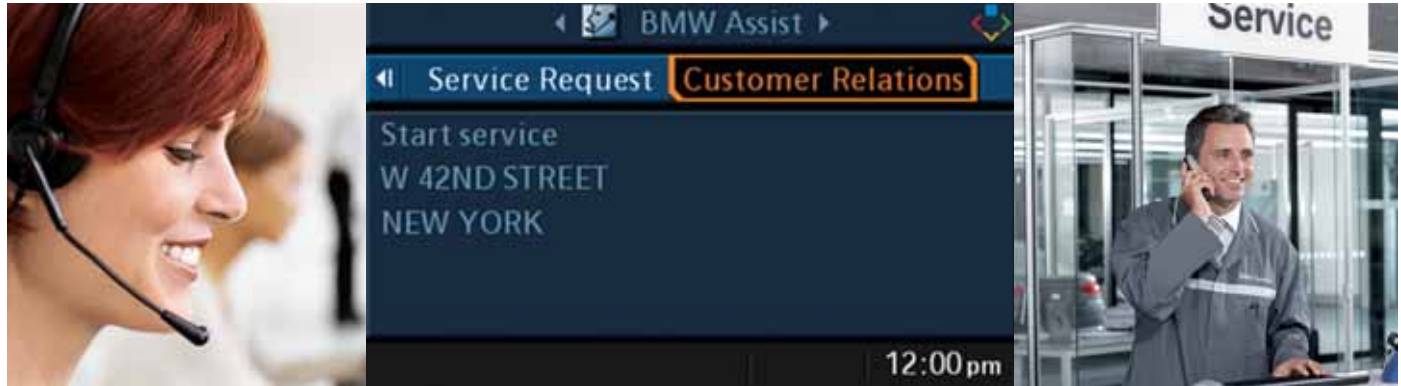 BMW Assist
Service Request Customer Relations
Start service
W 42ND STREET
NEW YORK
12:00 pm
Service